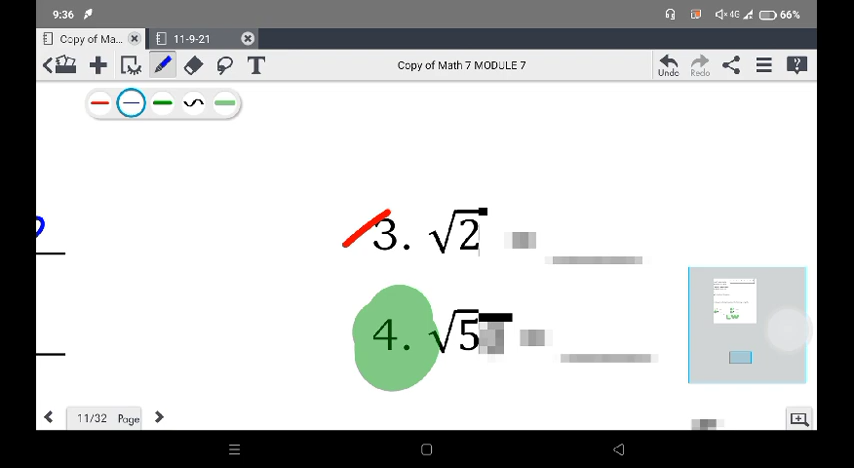 9:36 4G 66%
Copy of Ma... 11-9-21
T Copy of Math 7 MODULE 7 Undo Redo
3. √2
4. √5
11/32 Page